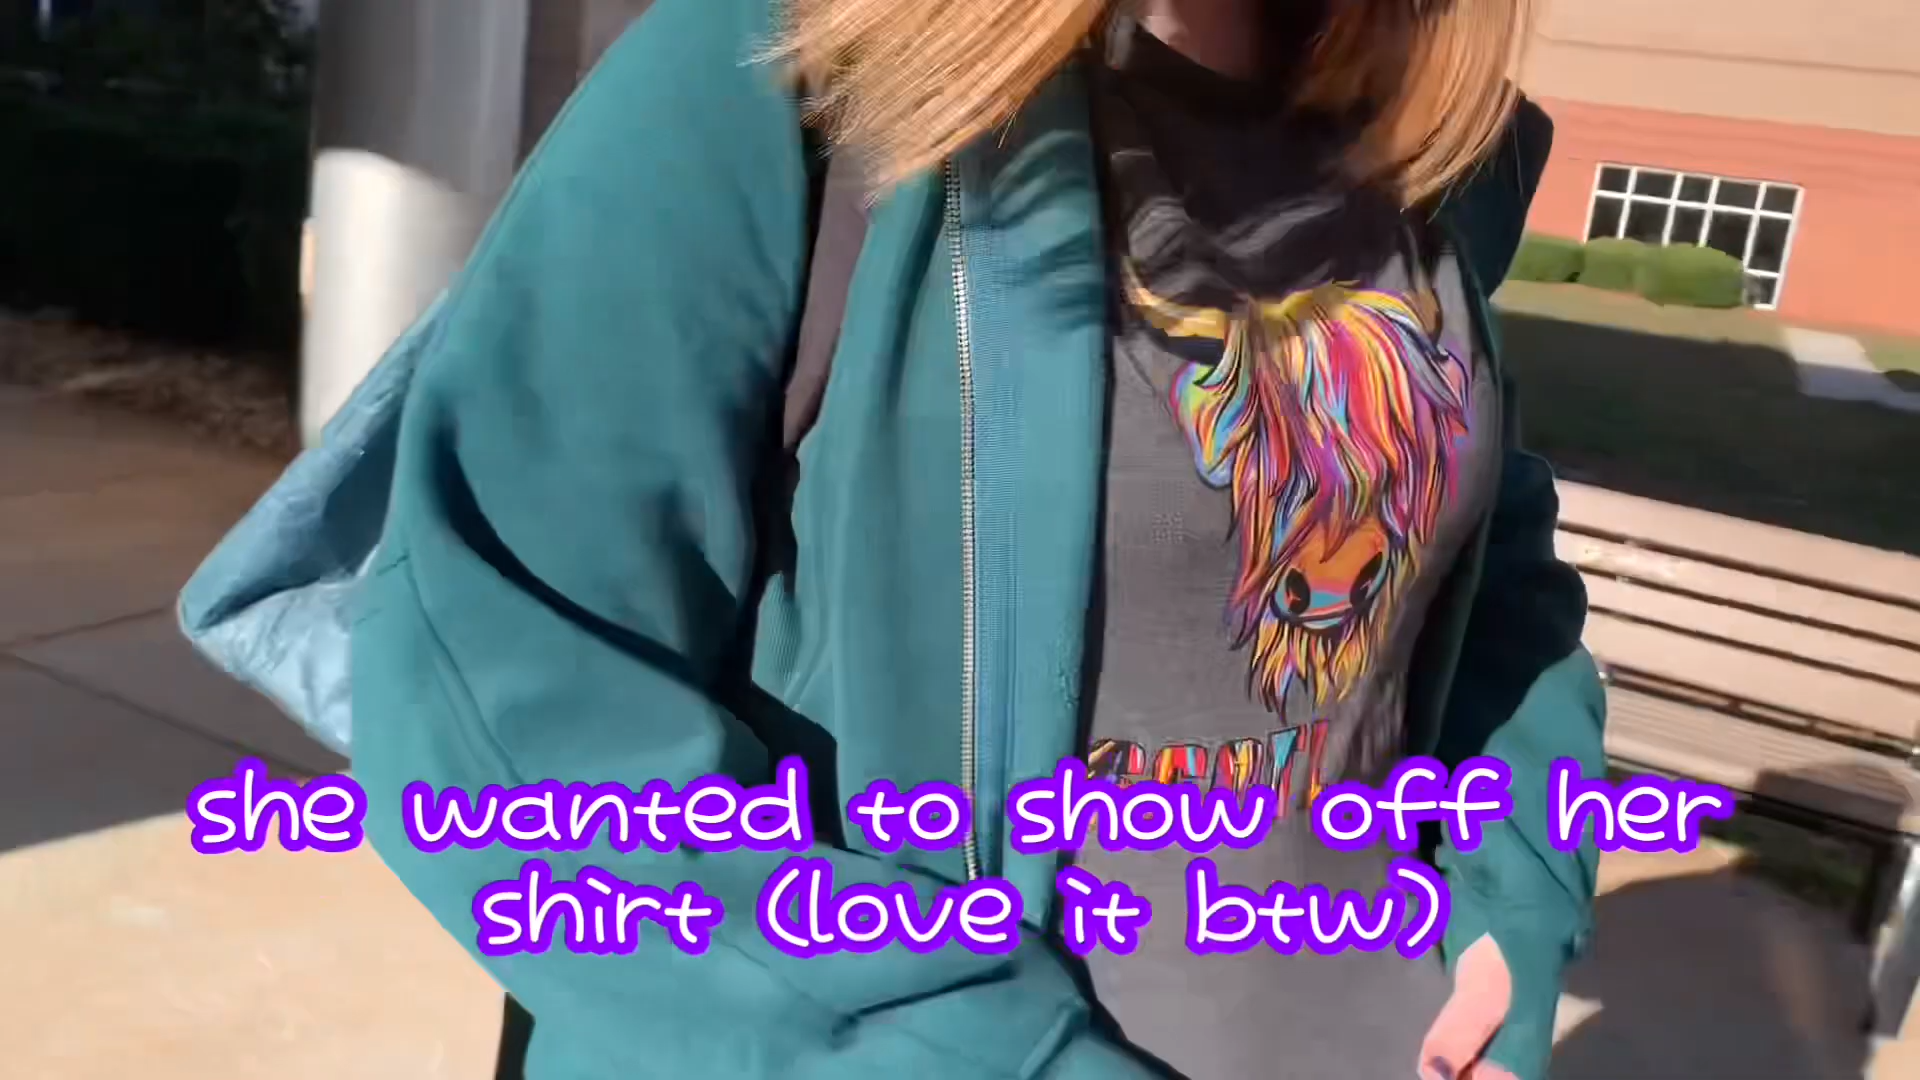 she wanted to show off her
shirt (love it btw)